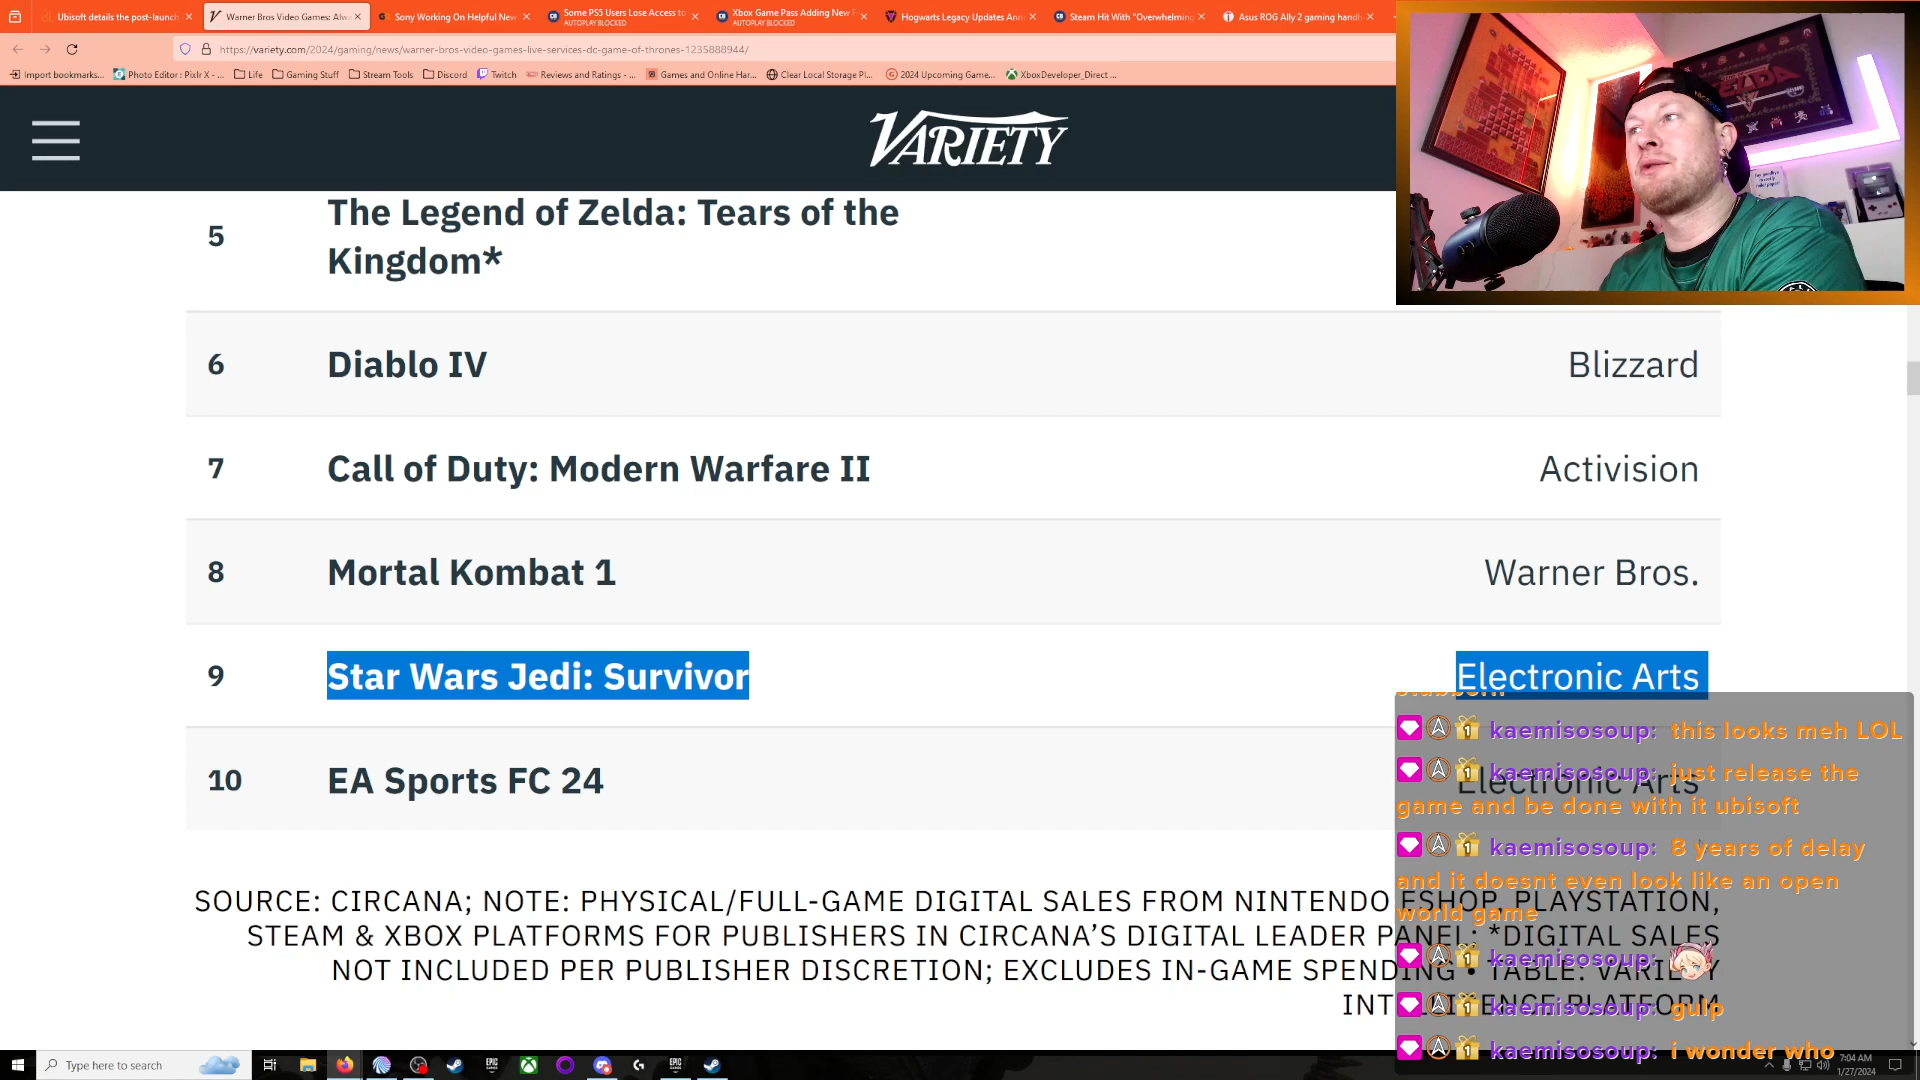 Ubisoft details the post-launch
Warner Bros Video Games: Alw
Sony Working On Helpful New
Some PS5 Users Lose Access to
AUTOPLAY BLOCKED
Xbox Game Pass Adding New
AUTOPLAY BLOCKED
Hogwarts Legacy Updates Ann
Steam Hit With "Overwhelming
Asus ROG Ally 2 gaming handh
https://variety.com/2024/gaming/news/warner-bros-video-games-live-services-dc-game-of-thrones-1235888944/
Import bookmarks...
Photo Editor : Pixlr X - ...
Life
Gaming Stuff
Stream Tools
Discord
Twitch
Reviews and Ratings - ...
Games and Online Har...
Clear Local Storage Pl...
2024 Upcoming Game...
XboxDeveloper_Direct ...
VARIETY
5 The Legend of Zelda: Tears of the
Kingdom*
6 Diablo IV Blizzard
7 Call of Duty: Modern Warfare II Activision
8 Mortal Kombat 1 Warner Bros.
9 Star Wars Jedi: Survivor Electronic Arts
10 EA Sports FC 24 Electronic Arts
SOURCE: CIRCANA; NOTE: PHYSICAL/FULL-GAME DIGITAL SALES FROM NINTENDO ESHOP, PLAYSTATION,
STEAM & XBOX PLATFORMS FOR PUBLISHERS IN CIRCANA'S DIGITAL LEADER PANEL; *DIGITAL SALES
NOT INCLUDED PER PUBLISHER DISCRETION; EXCLUDES IN-GAME SPENDING • TABLE: VARIETY
INTELLIGENCE PLATFORM
kaemisosoup: this looks meh LOL
kaemisosoup: just release the
game and be done with it ubisoft
kaemisosoup: 8 years of delay
and it doesnt even look like an open
world game
kaemisosoup:
kaemisosoup: gulp
kaemisosoup: i wonder who
Type here to search
7:04 AM
1/27/2024